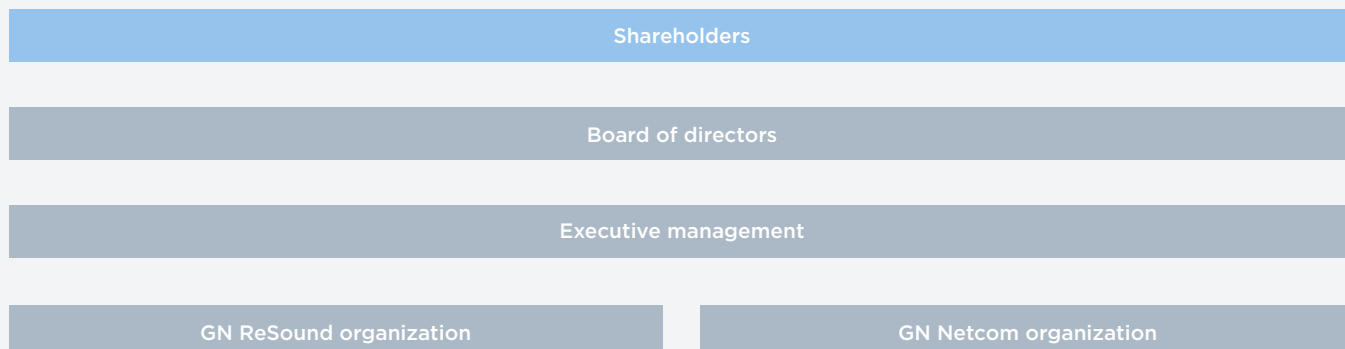 Shareholders
Board of directors
Executive management
GN ReSound organization
GN Netcom organization